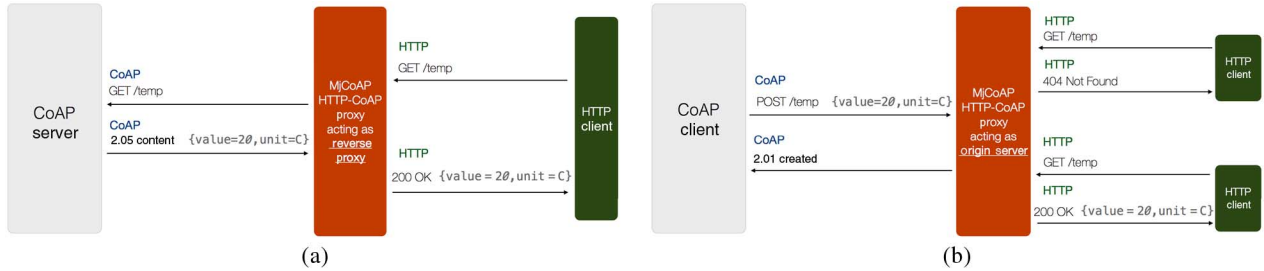 CoAP
server
CoAP
GET /temp
CoAP
2.05 content {value=20,unit=C}
MjCoAP
HTTP-CoAP
proxy
acting as
reverse
proxy
HTTP
GET /temp
HTTP
200 OK {value = 20,unit = C}
HTTP
client
(a)
CoAP
client
CoAP
POST /temp {value=20,unit=C}
CoAP
2.01 created
MjCoAP
HTTP-CoAP
proxy
acting as
origin server
HTTP
GET /temp
HTTP
404 Not Found
HTTP
client
HTTP
GET /temp
HTTP
200 OK {value = 20,unit = C}
HTTP
client
(b)